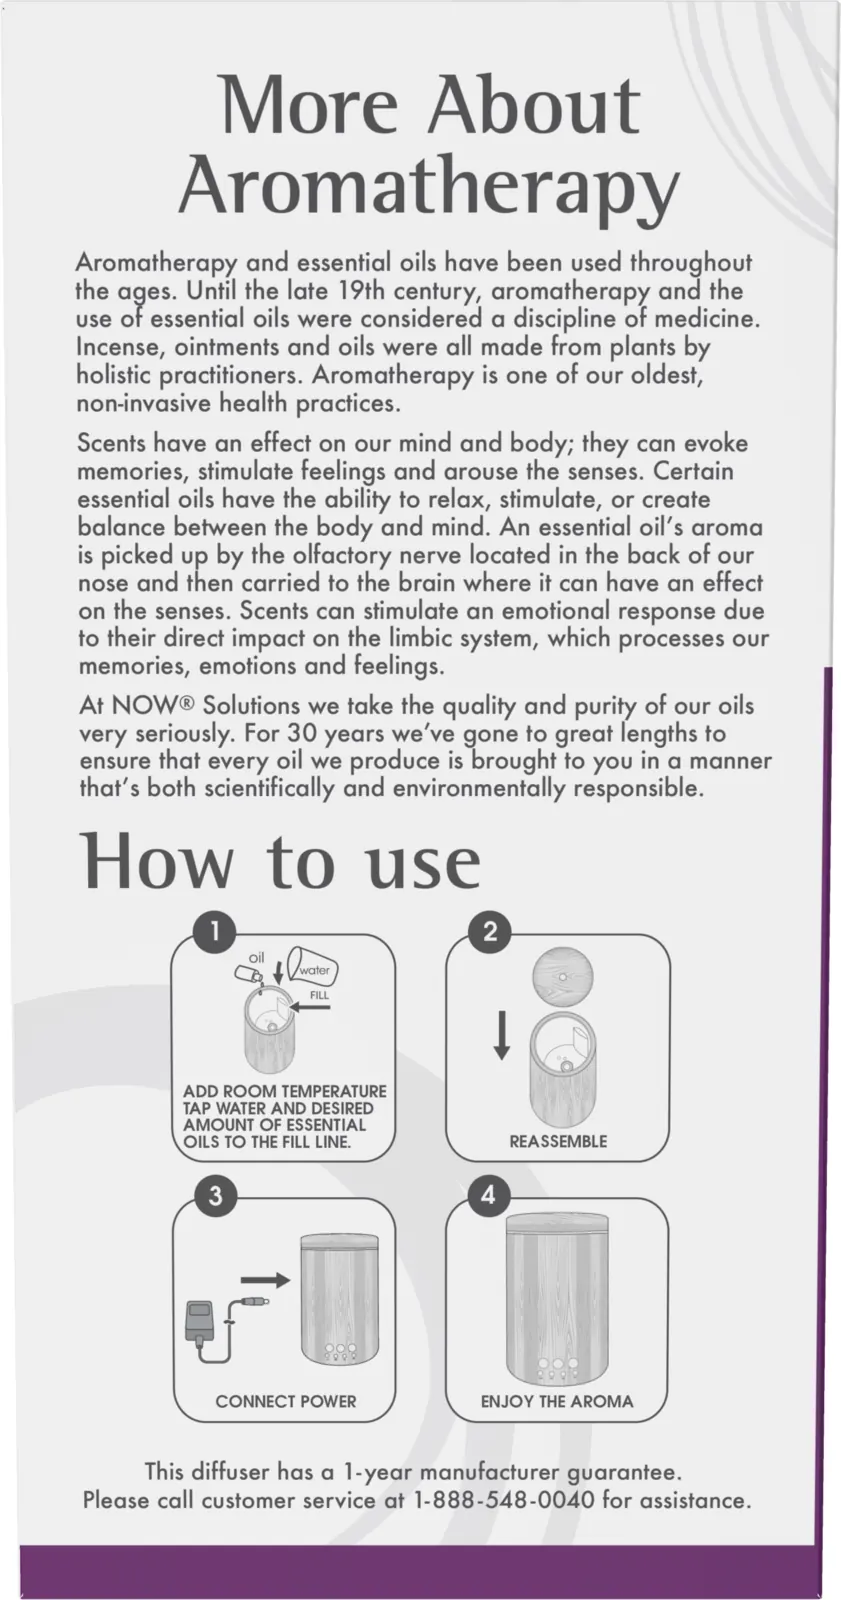 More About
Aromatherapy
Aromatherapy and essential oils have been used throughout
the ages. Until the late 19th century, aromatherapy and the
use of essential oils were considered a discipline of medicine.
Incense, ointments and oils were all made from plants by
holistic practitioners. Aromatherapy is one of our oldest,
non-invasive health practices.
Scents have an effect on our mind and body; they can evoke
memories, stimulate feelings and arouse the senses. Certain
essential oils have the ability to relax, stimulate, or create
balance between the body and mind. An essential oil's aroma
is picked up by the olfactory nerve located in the back of our
nose and then carried to the brain where it can have an effect
on the senses. Scents can stimulate an emotional response due
to their direct impact on the limbic system, which processes our
memories, emotions and feelings.
At NOW® Solutions we take the quality and purity of our oils
very seriously. For 30 years we've gone to great lengths to
ensure that every oil we produce is brought to you in a manner
that's both scientifically and environmentally responsible.
How to use
1
oil
water
FILL
ADD ROOM TEMPERATURE
TAP WATER AND DESIRED
AMOUNT OF ESSENTIAL
OILS TO THE FILL LINE.
2
REASSEMBLE
3
CONNECT POWER
4
ENJOY THE AROMA
This diffuser has a 1-year manufacturer guarantee.
Please call customer service at 1-888-548-0040 for assistance.